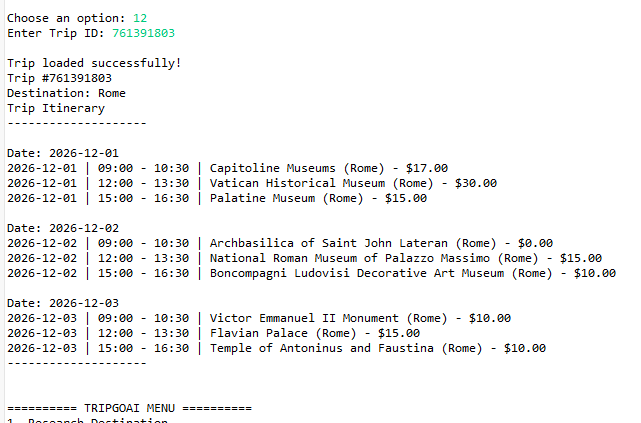 Choose an option: 12
Enter Trip ID: 761391803
Trip loaded successfully!
Trip #761391803
Destination: Rome
Trip Itinerary
--------------------
Date: 2026-12-01
2026-12-01 | 09:00 - 10:30 | Capitoline Museums (Rome) - $17.00
2026-12-01 | 12:00 - 13:30 | Vatican Historical Museum (Rome) - $30.00
2026-12-01 | 15:00 - 16:30 | Palatine Museum (Rome) - $15.00
Date: 2026-12-02
2026-12-02 | 09:00 - 10:30 | Archbasilica of Saint John Lateran (Rome) - $0.00
2026-12-02 | 12:00 - 13:30 | National Roman Museum of Palazzo Massimo (Rome) - $15.00
2026-12-02 | 15:00 - 16:30 | Boncompagni Ludovisi Decorative Art Museum (Rome) - $10.00
Date: 2026-12-03
2026-12-03 | 09:00 - 10:30 | Victor Emmanuel II Monument (Rome) - $10.00
2026-12-03 | 12:00 - 13:30 | Flavian Palace (Rome) - $15.00
2026-12-03 | 15:00 - 16:30 | Temple of Antoninus and Faustina (Rome) - $10.00
--------------------
========== TRIPGOAI MENU ==========
1. Research Destination